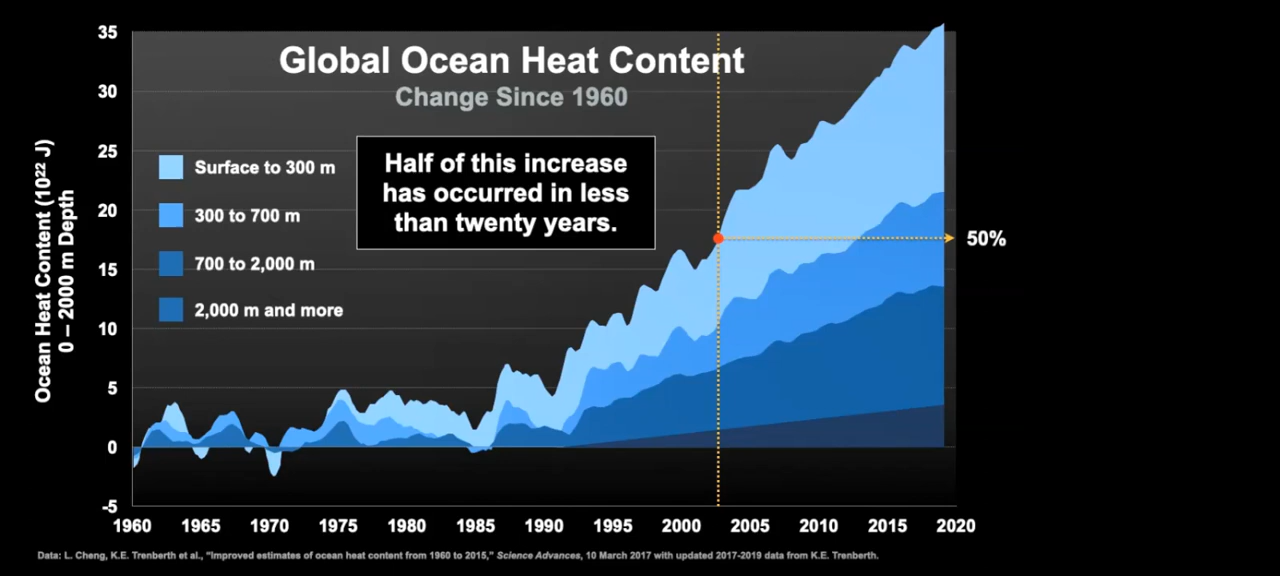 Global Ocean Heat Content
Change Since 1960
Half of this increase
has occurred in less
than twenty years.
Surface to 300 m
300 to 700 m
700 to 2,000 m
2,000 m and more
Ocean Heat Content (10²² J)
0 – 2000 m Depth
35
30
25
20
15
10
5
0
-5
50%
1960 1965 1970 1975 1980 1985 1990 1995 2000 2005 2010 2015 2020
Data: L. Cheng, K.E. Trenberth et al., "Improved estimates of ocean heat content from 1960 to 2015," Science Advances, 10 March 2017 with updated 2017-2019 data from K.E. Trenberth.